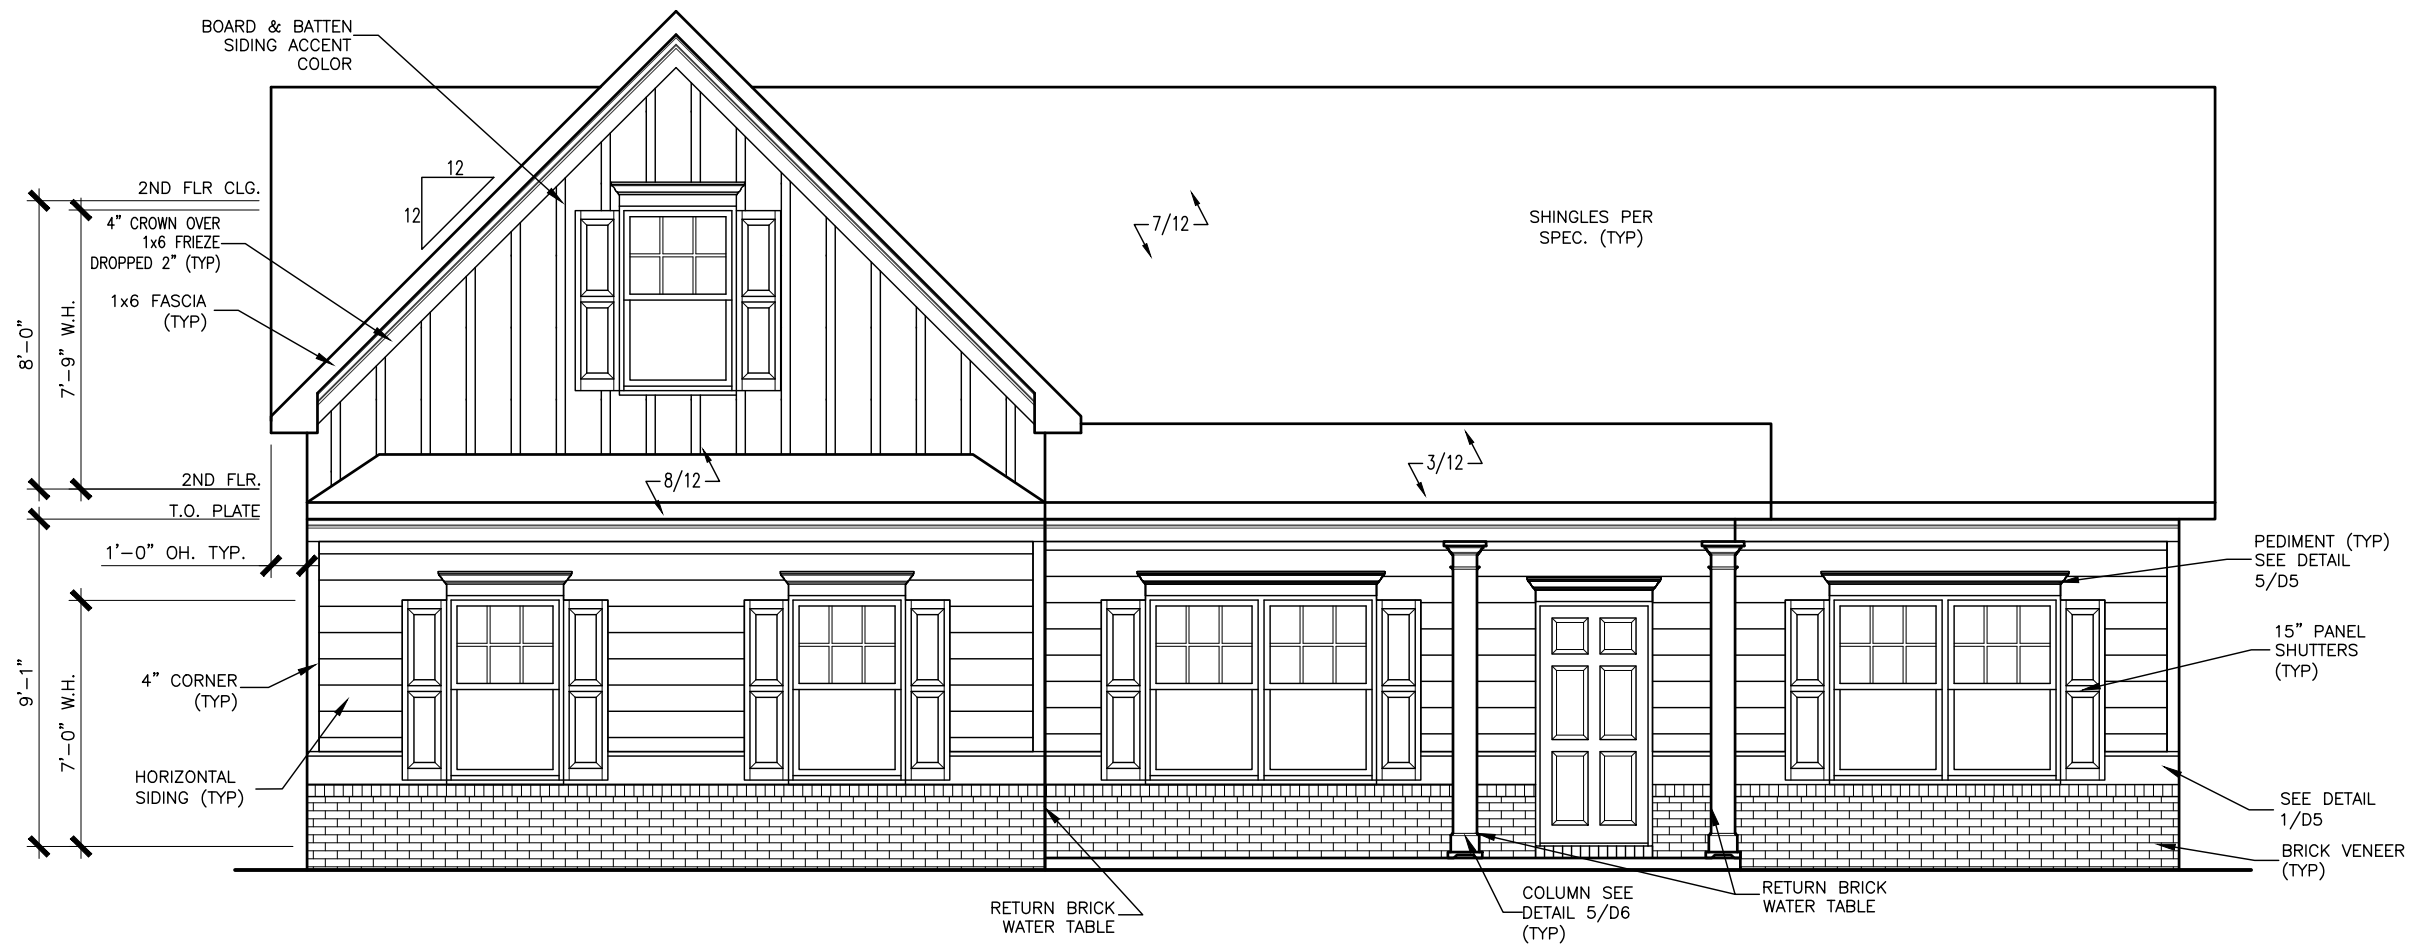 BOARD & BATTEN
SIDING ACCENT
COLOR
12
12
2ND FLR CLG.
4" CROWN OVER
1x6 FRIEZE
DROPPED 2" (TYP)
1x6 FASCIA
(TYP)
8'-0"
7'-9" W.H.
2ND FLR.
T.O. PLATE
1'-0" OH. TYP.
9'-1"
7'-0" W.H.
4" CORNER
(TYP)
HORIZONTAL
SIDING (TYP)
8/12
7/12
3/12
SHINGLES PER
SPEC. (TYP)
PEDIMENT (TYP)
SEE DETAIL
5/D5
15" PANEL
SHUTTERS
(TYP)
SEE DETAIL
1/D5
BRICK VENEER
(TYP)
RETURN BRICK
WATER TABLE
COLUMN SEE
DETAIL 5/D6
(TYP)
RETURN BRICK
WATER TABLE